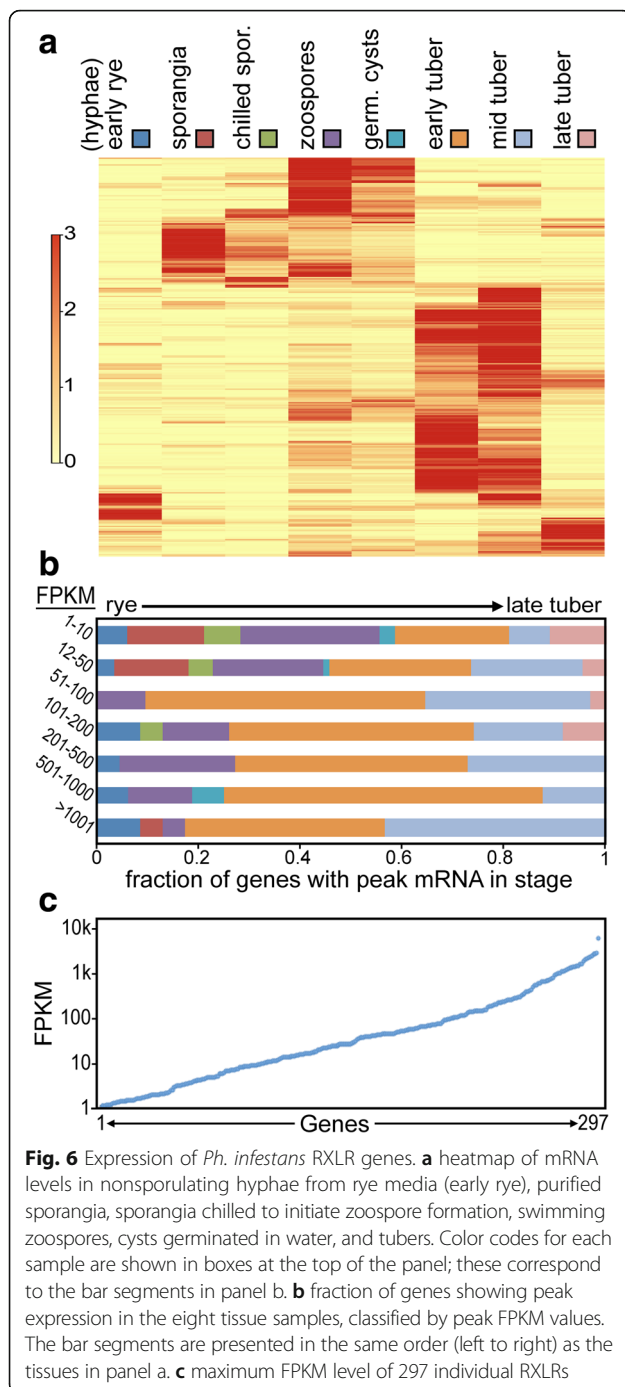 a
(hyphae)
early rye
sporangia
chilled spor.
zoospores
germ. cysts
early tuber
mid tuber
late tuber
3
2
1
0
b
FPKM
rye
late tuber
1-10
12-50
51-100
101-200
201-500
501-1000
>1001
0
0.2
0.4
0.6
0.8
1
fraction of genes with peak mRNA in stage
c
10k
1k
100
10
1
FPKM
1
Genes
297
Fig. 6 Expression of Ph. infestans RXLR genes. a heatmap of mRNA
levels in nonsporulating hyphae from rye media (early rye), purified
sporangia, sporangia chilled to initiate zoospore formation, swimming
zoospores, cysts germinated in water, and tubers. Color codes for each
sample are shown in boxes at the top of the panel; these correspond
to the bar segments in panel b. b fraction of genes showing peak
expression in the eight tissue samples, classified by peak FPKM values.
The bar segments are presented in the same order (left to right) as the
tissues in panel a. c maximum FPKM level of 297 individual RXLRs